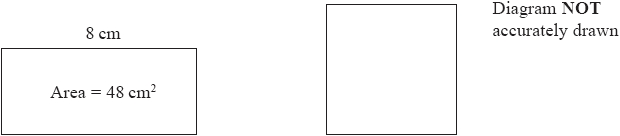 8 cm
Area = 48 cm²
Diagram NOT
accurately drawn